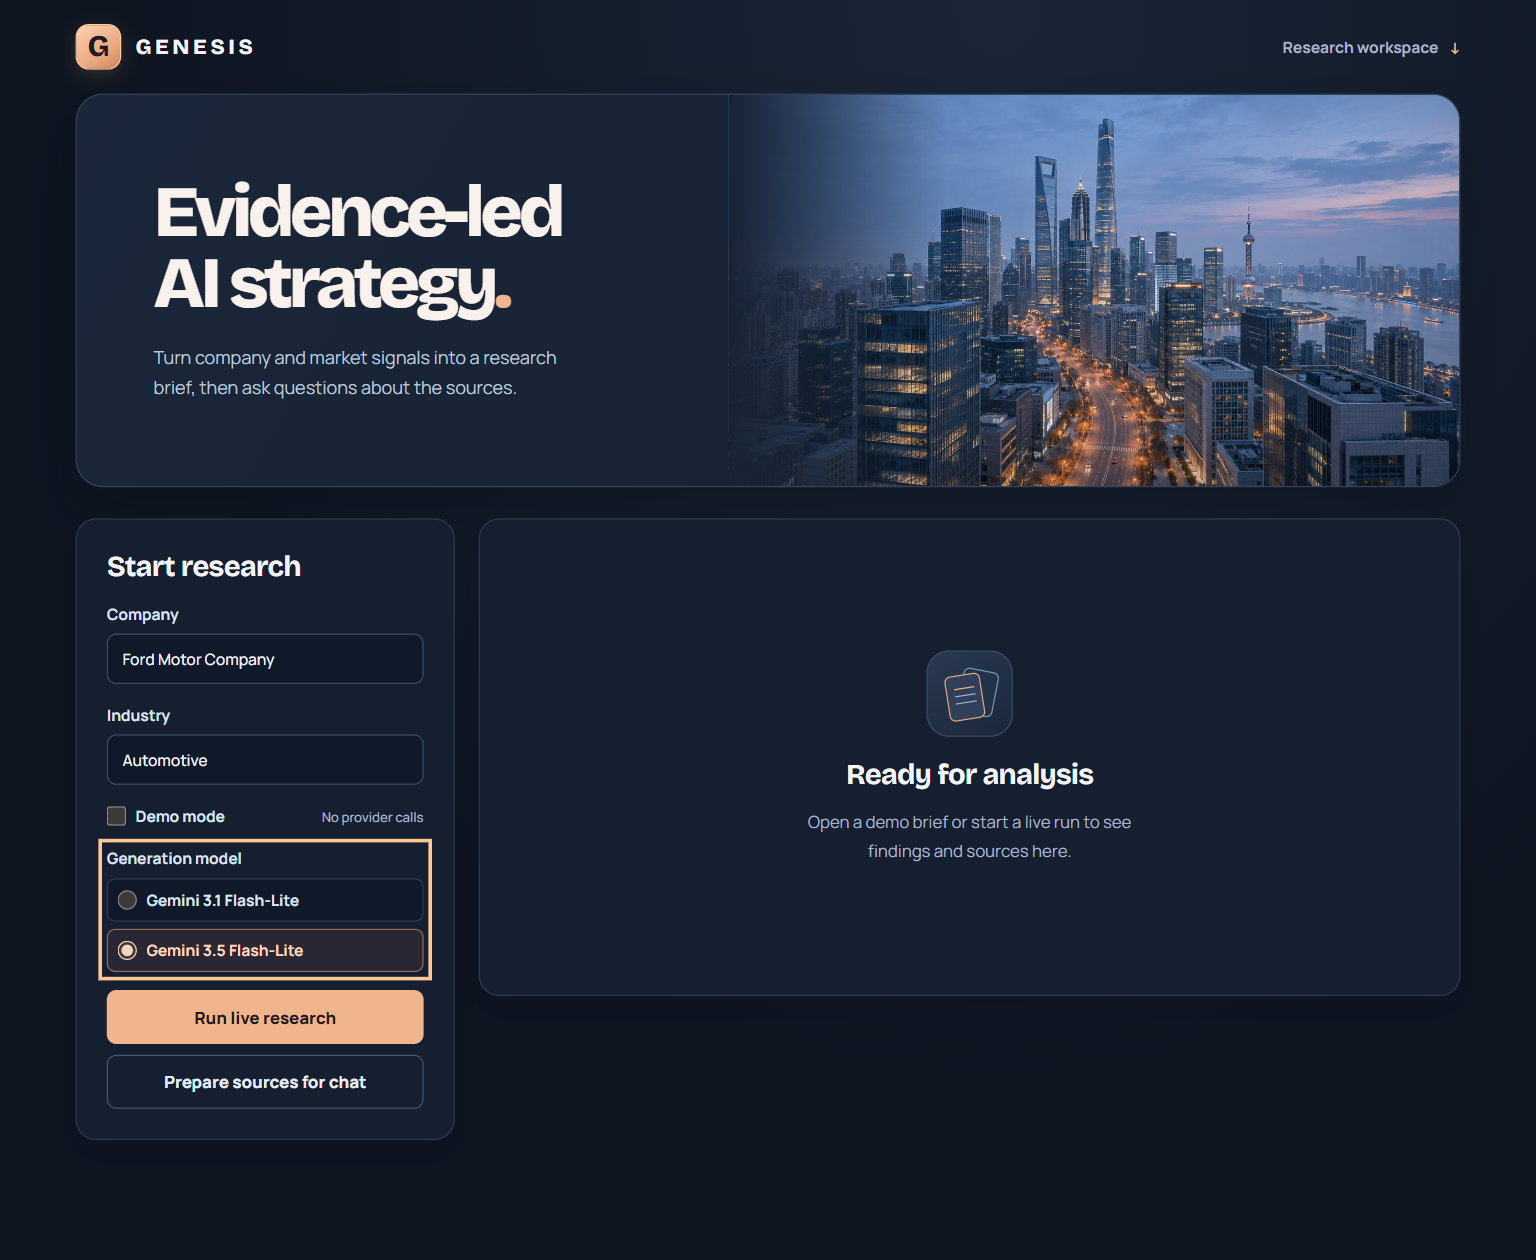 G GENESIS
Research workspace ↓
Evidence-led
AI strategy.
Turn company and market signals into a research
brief, then ask questions about the sources.
Start research
Company
Ford Motor Company
Industry
Automotive
Demo mode No provider calls
Generation model
Gemini 3.1 Flash-Lite
Gemini 3.5 Flash-Lite
Run live research
Prepare sources for chat
Ready for analysis
Open a demo brief or start a live run to see
findings and sources here.